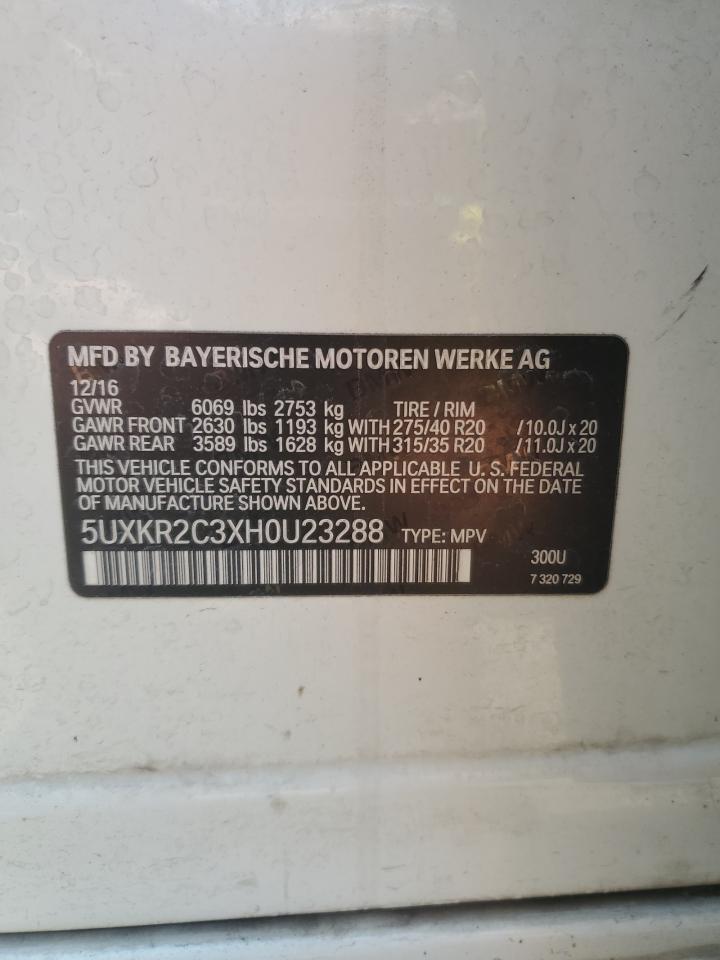 MFD BY BAYERISCHE MOTOREN WERKE AG
12/16
GVWR 6069 lbs 2753 kg TIRE / RIM
GAWR FRONT 2630 lbs 1193 kg WITH 275/40 R20 /10.0J x 20
GAWR REAR 3589 lbs 1628 kg WITH 315/35 R20 /11.0J x 20
THIS VEHICLE CONFORMS TO ALL APPLICABLE U. S. FEDERAL
MOTOR VEHICLE SAFETY STANDARDS IN EFFECT ON THE DATE
OF MANUFACTURE SHOWN ABOVE.
5UXKR2C3XH0U23288 TYPE: MPV
300U
7 320 729